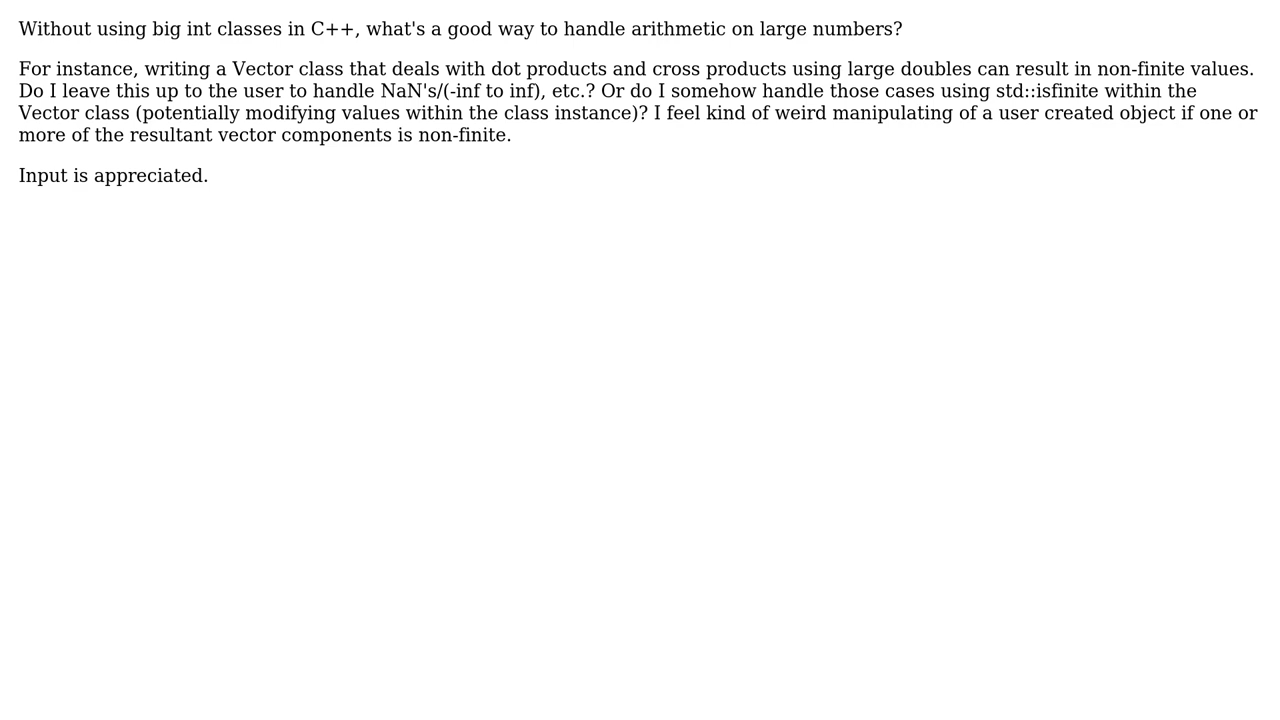 Without using big int classes in C++, what's a good way to handle arithmetic on large numbers?
For instance, writing a Vector class that deals with dot products and cross products using large doubles can result in non-finite values.
Do I leave this up to the user to handle NaN's/(-inf to inf), etc.? Or do I somehow handle those cases using std::isfinite within the
Vector class (potentially modifying values within the class instance)? I feel kind of weird manipulating of a user created object if one or
more of the resultant vector components is non-finite.
Input is appreciated.